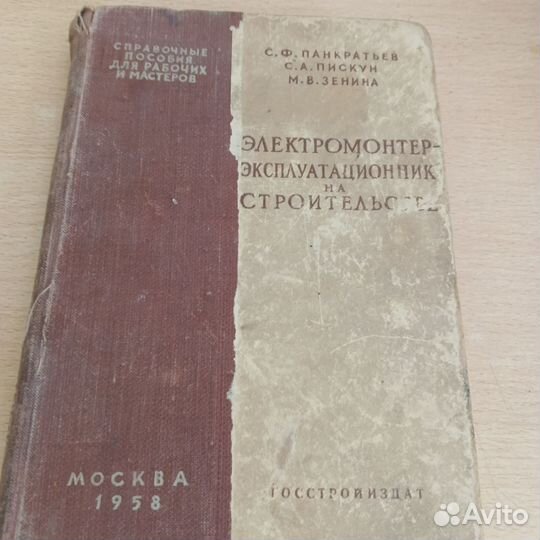 СПРАВОЧНЫЕ
ПОСОБИЯ
ДЛЯ РАБОЧИХ
И МАСТЕРОВ
С.Ф. ПАНКРАТЬЕВ
С.А. ПИСКУН
М.В. ЗЕНИНА
ЭЛЕКТРОМОНТЕР-
ЭКСПЛУАТАЦИОННИК
НА
СТРОИТЕЛЬСТВЕ
МОСКВА
1958
ГОССТРОЙИЗДАТ
Avito